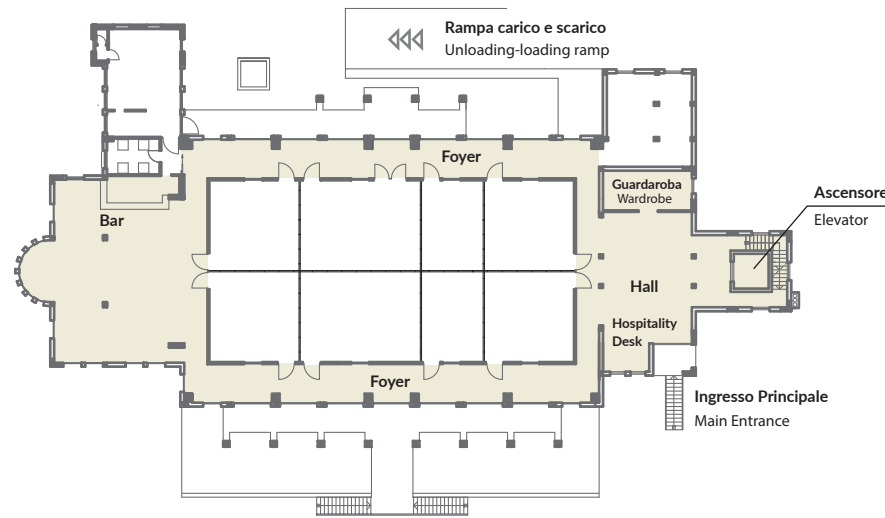 Rampa carico e scarico
Unloading-loading ramp
Foyer
Guardaroba
Wardrobe
Ascensore
Elevator
Bar
Hall
Hospitality
Desk
Foyer
Ingresso Principale
Main Entrance